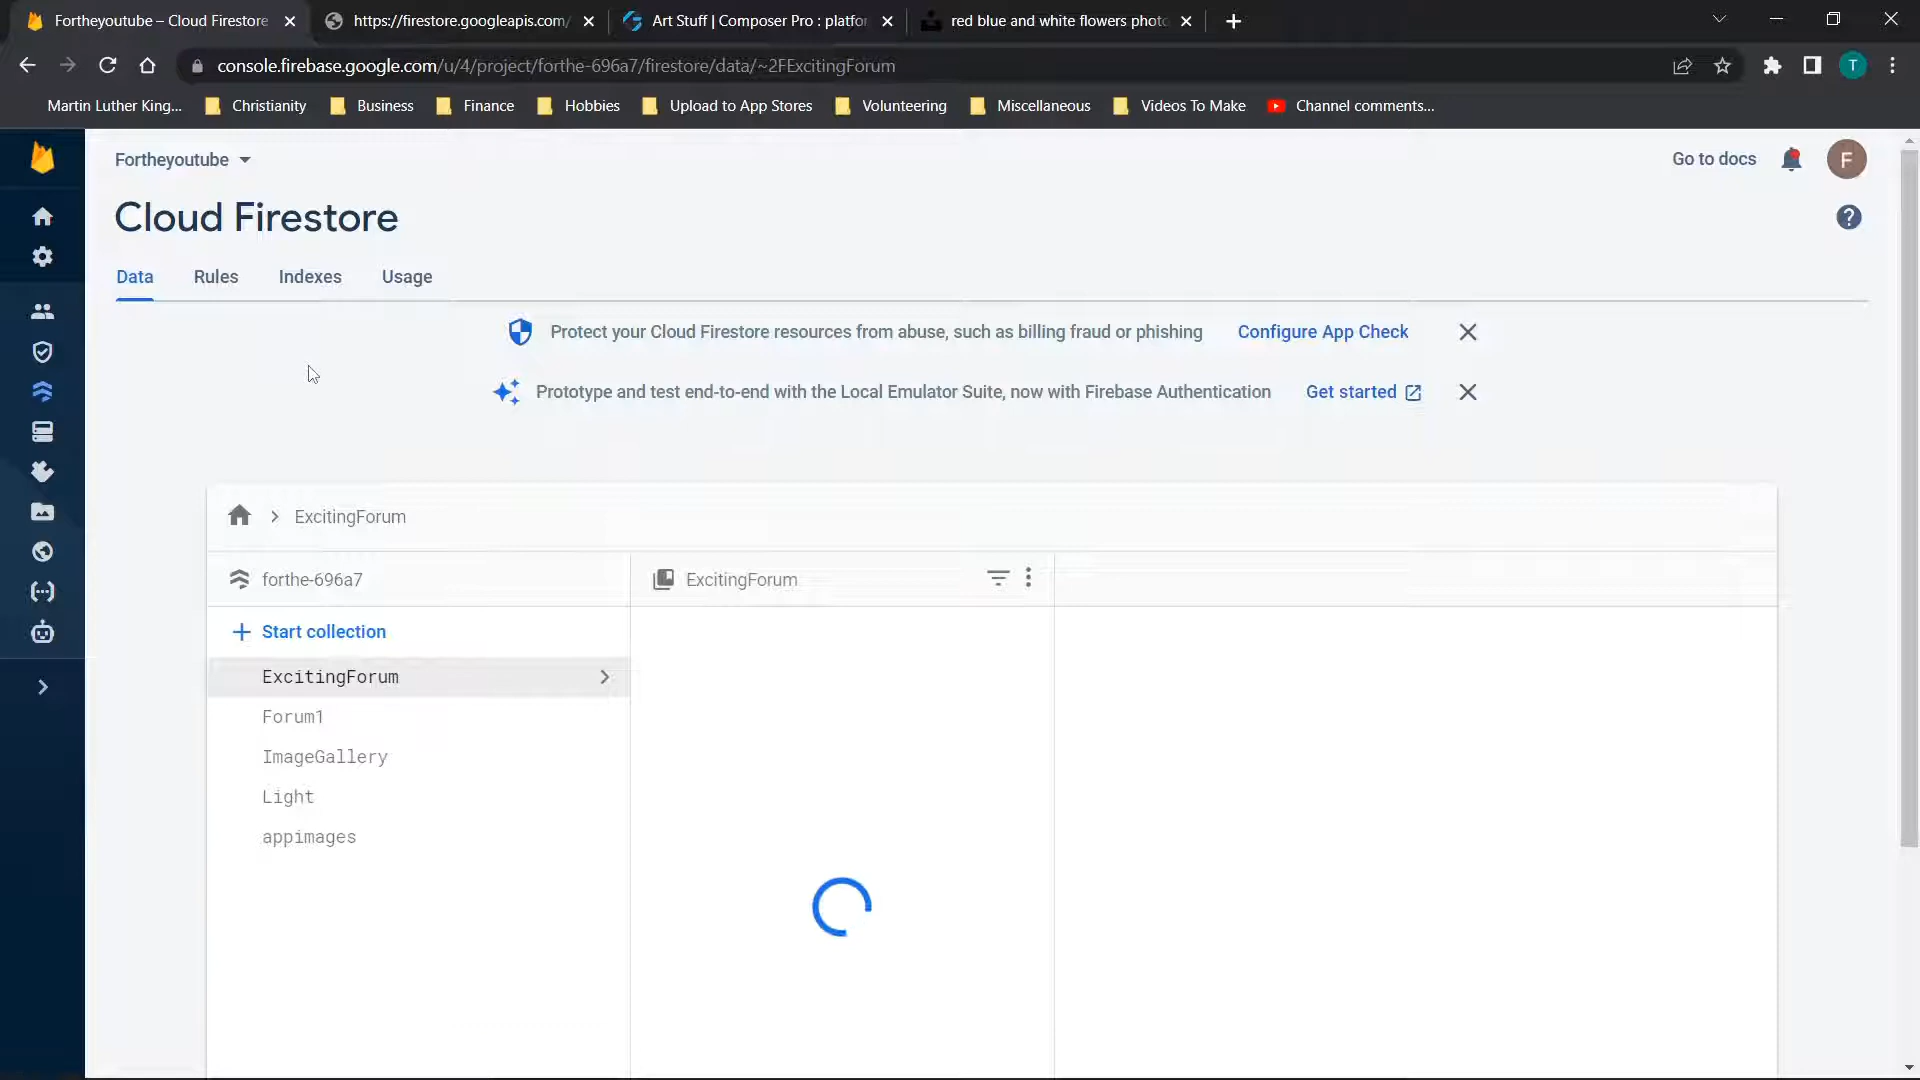 Fortheyoutube – Cloud Firestore
https://firestore.googleapis.com/
Art Stuff | Composer Pro : platfor
red blue and white flowers photo
console.firebase.google.com/u/4/project/forthe-696a7/firestore/data/~2FExcitingForum
T
Martin Luther King...
Christianity
Business
Finance
Hobbies
Upload to App Stores
Volunteering
Miscellaneous
Videos To Make
Channel comments...
Fortheyoutube
Go to docs
F
Cloud Firestore
Data
Rules
Indexes
Usage
Protect your Cloud Firestore resources from abuse, such as billing fraud or phishing
Configure App Check
Prototype and test end-to-end with the Local Emulator Suite, now with Firebase Authentication
Get started
ExcitingForum
forthe-696a7
ExcitingForum
Start collection
ExcitingForum
Forum1
ImageGallery
Light
appimages